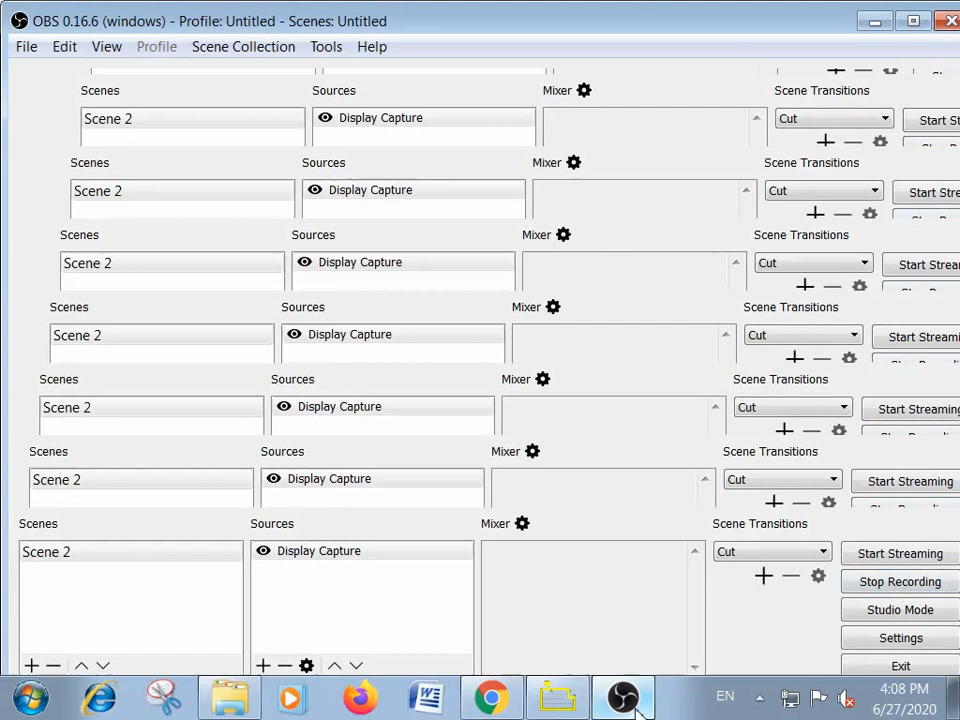 OBS 0.16.6 (windows) - Profile: Untitled - Scenes: Untitled
File Edit View Profile Scene Collection Tools Help
Scenes Sources Mixer Scene Transitions
Scene 2 Display Capture Cut Start St
Scenes Sources Mixer Scene Transitions
Scene 2 Display Capture Cut Start Stre
Scenes Sources Mixer Scene Transitions
Scene 2 Display Capture Cut Start Strea
Scenes Sources Mixer Scene Transitions
Scene 2 Display Capture Cut Start Streaming
Scenes Sources Mixer Scene Transitions
Scene 2 Display Capture Cut Start Streaming
Scenes Sources Mixer Scene Transitions
Scene 2 Display Capture Cut Start Streaming
Scenes Sources Mixer Scene Transitions
Scene 2 Display Capture Cut Start Streaming
Stop Recording
Studio Mode
Settings
Exit
EN
4:08 PM
6/27/2020